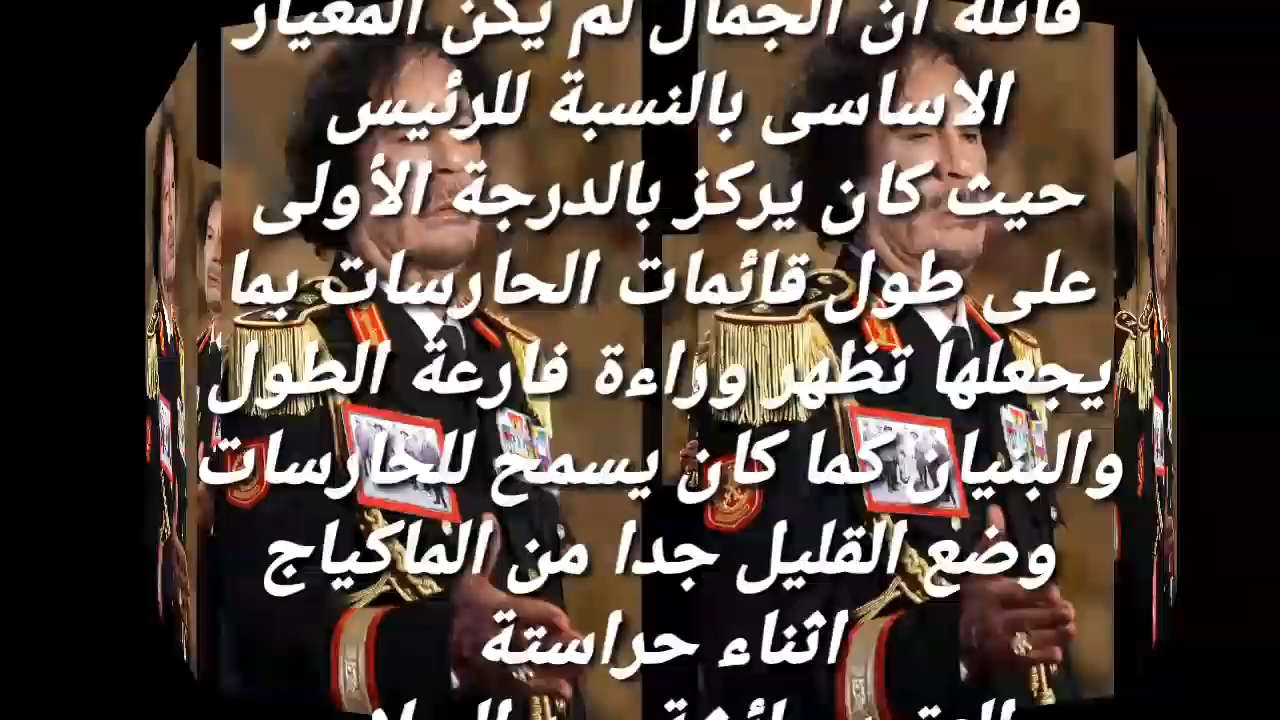 قائلة ان الجمال لم يكن المعيار
الاساسى بالنسبة للرئيس
حيث كان يركز بالدرجة الأولى
على طول قائمات الحارسات بما
يجعلها تظهر وراءة فارعة الطول
والبنيان كما كان يسمح للحارسات
وضع القليل جدا من الماكياج
اثناء حراستة